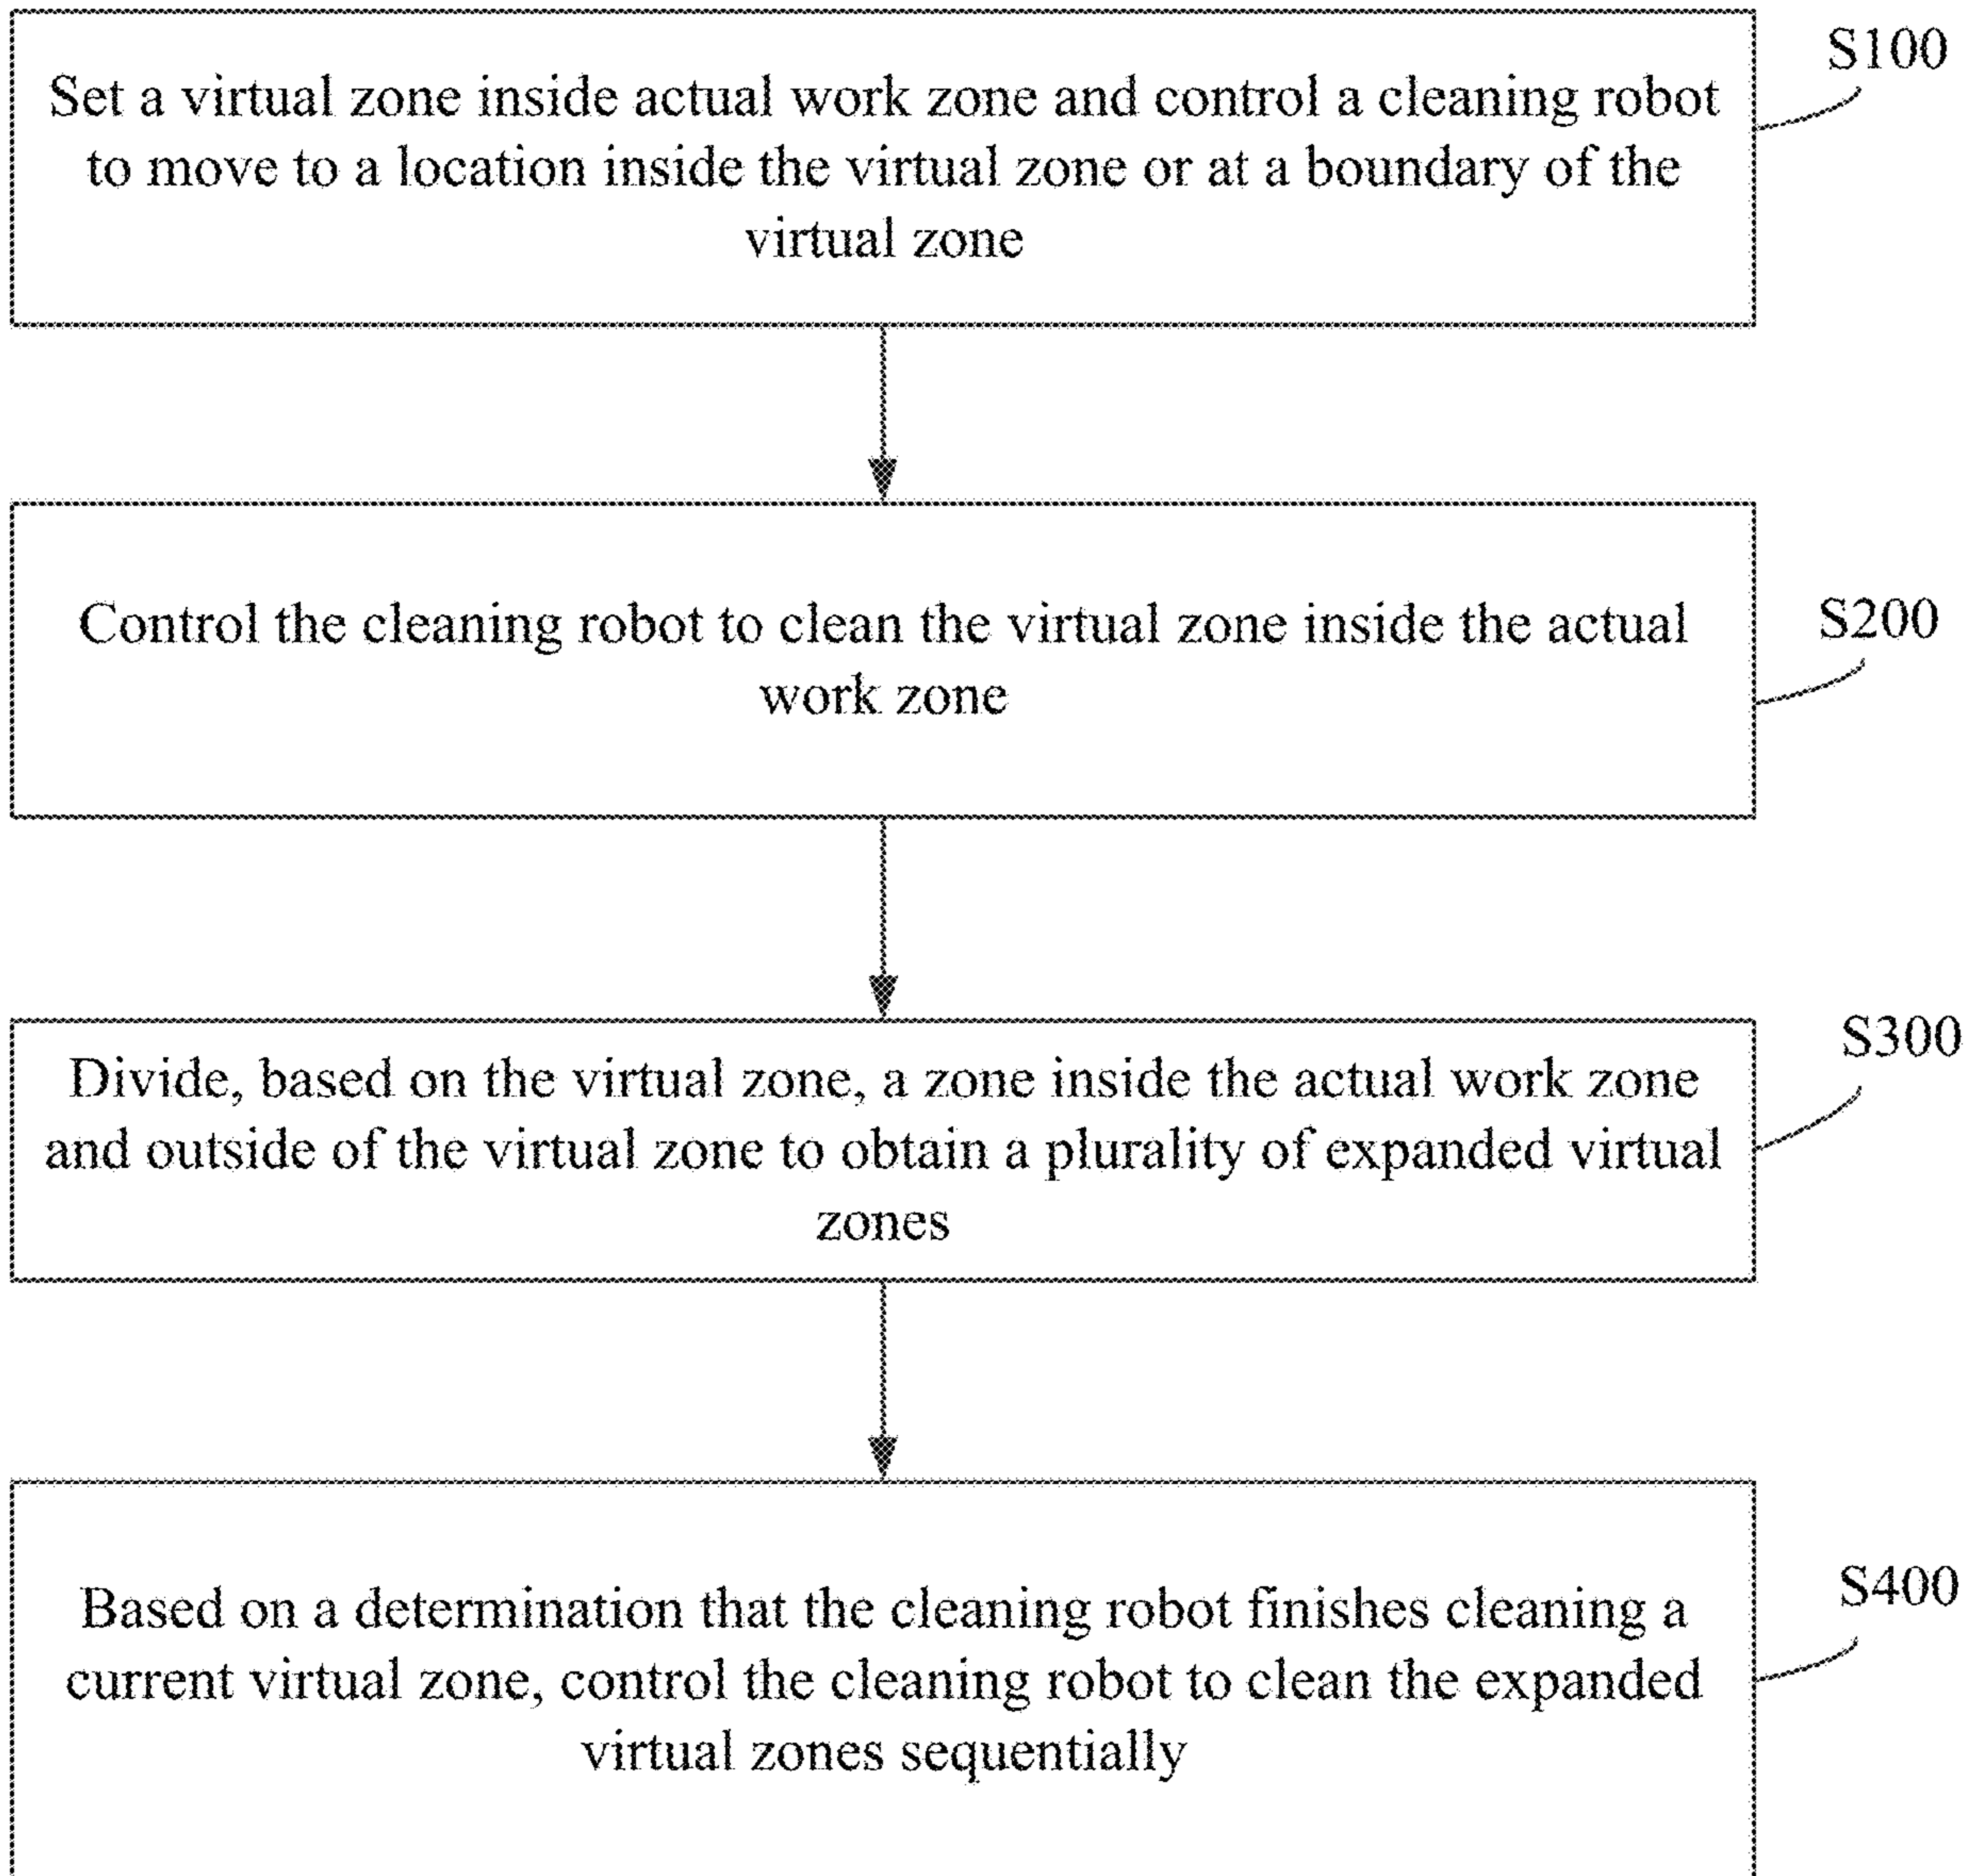 S100
Set a virtual zone inside actual work zone and control a cleaning robot
to move to a location inside the virtual zone or at a boundary of the
virtual zone
S200
Control the cleaning robot to clean the virtual zone inside the actual
work zone
S300
Divide, based on the virtual zone, a zone inside the actual work zone
and outside of the virtual zone to obtain a plurality of expanded virtual
zones
S400
Based on a determination that the cleaning robot finishes cleaning a
current virtual zone, control the cleaning robot to clean the expanded
virtual zones sequentially